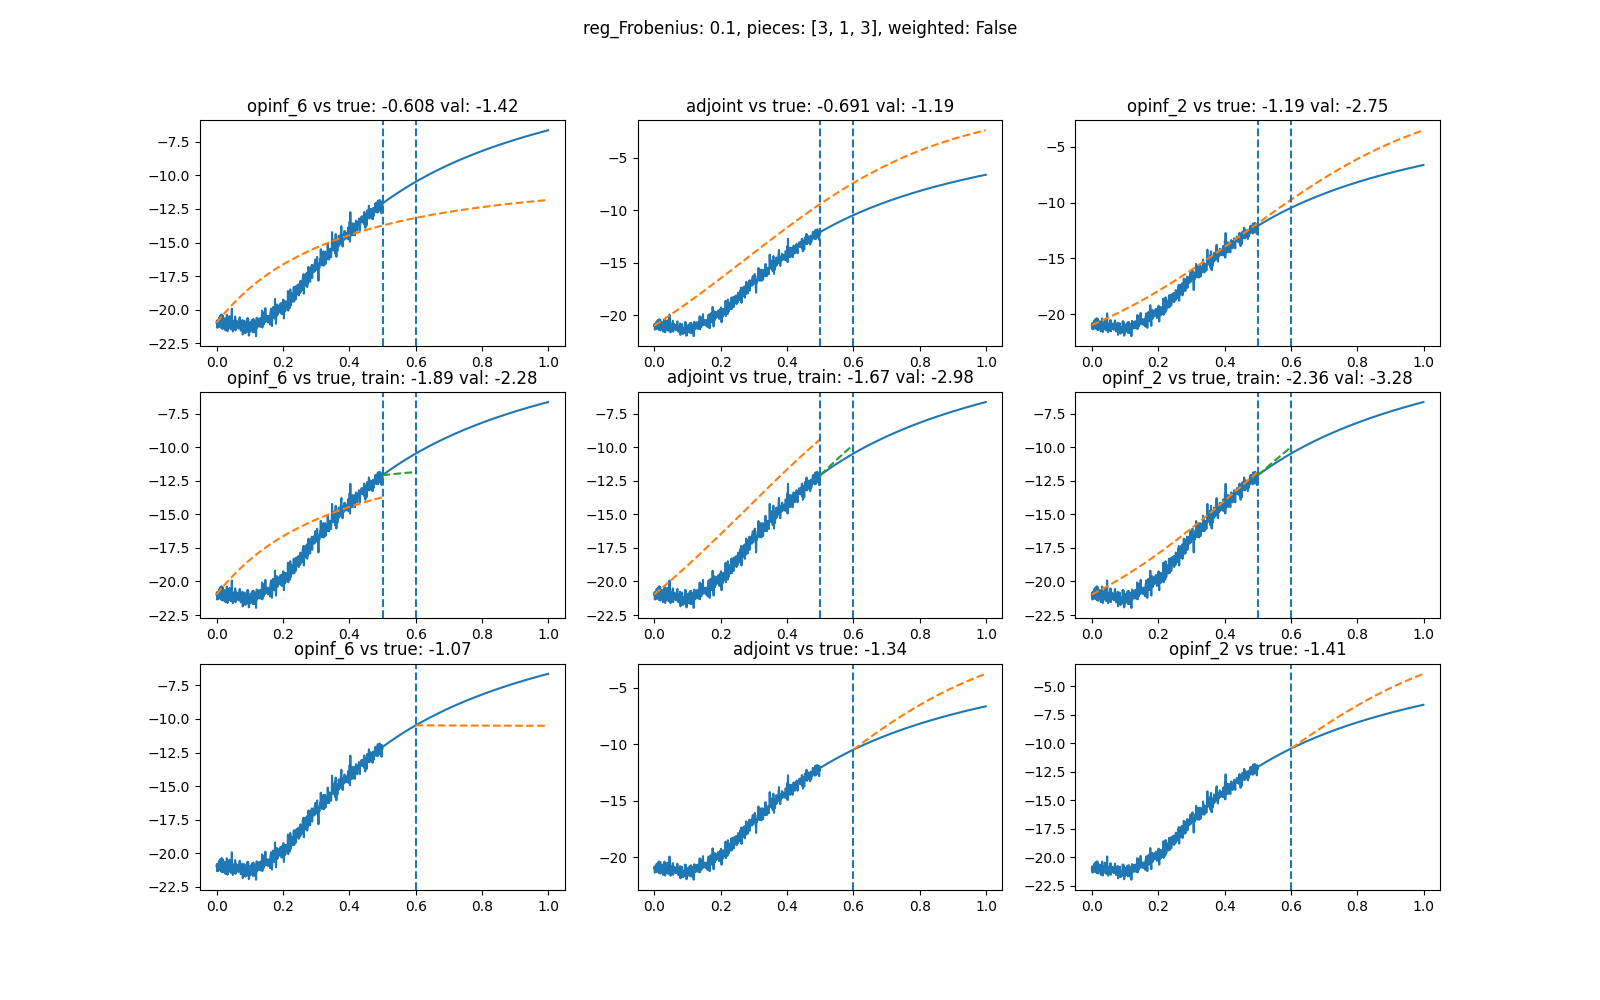 reg_Frobenius: 0.1, pieces: [3, 1, 3], weighted: False
opinf_6 vs true: -0.608 val: -1.42
adjoint vs true: -0.691 val: -1.19
opinf_2 vs true: -1.19 val: -2.75
−7.5
−10.0
−12.5
−15.0
−17.5
−20.0
−22.5
0.0 0.2 0.4 0.6 0.8 1.0
−5
−10
−15
−20
0.0 0.2 0.4 0.6 0.8 1.0
−5
−10
−15
−20
0.0 0.2 0.4 0.6 0.8 1.0
opinf_6 vs true, train: -1.89 val: -2.28
adjoint vs true, train: -1.67 val: -2.98
opinf_2 vs true, train: -2.36 val: -3.28
−7.5
−10.0
−12.5
−15.0
−17.5
−20.0
−22.5
0.0 0.2 0.4 0.6 0.8 1.0
−7.5
−10.0
−12.5
−15.0
−17.5
−20.0
−22.5
0.0 0.2 0.4 0.6 0.8 1.0
−7.5
−10.0
−12.5
−15.0
−17.5
−20.0
−22.5
0.0 0.2 0.4 0.6 0.8 1.0
opinf_6 vs true: -1.07
adjoint vs true: -1.34
opinf_2 vs true: -1.41
−7.5
−10.0
−12.5
−15.0
−17.5
−20.0
−22.5
0.0 0.2 0.4 0.6 0.8 1.0
−5
−10
−15
−20
0.0 0.2 0.4 0.6 0.8 1.0
−5.0
−7.5
−10.0
−12.5
−15.0
−17.5
−20.0
−22.5
0.0 0.2 0.4 0.6 0.8 1.0